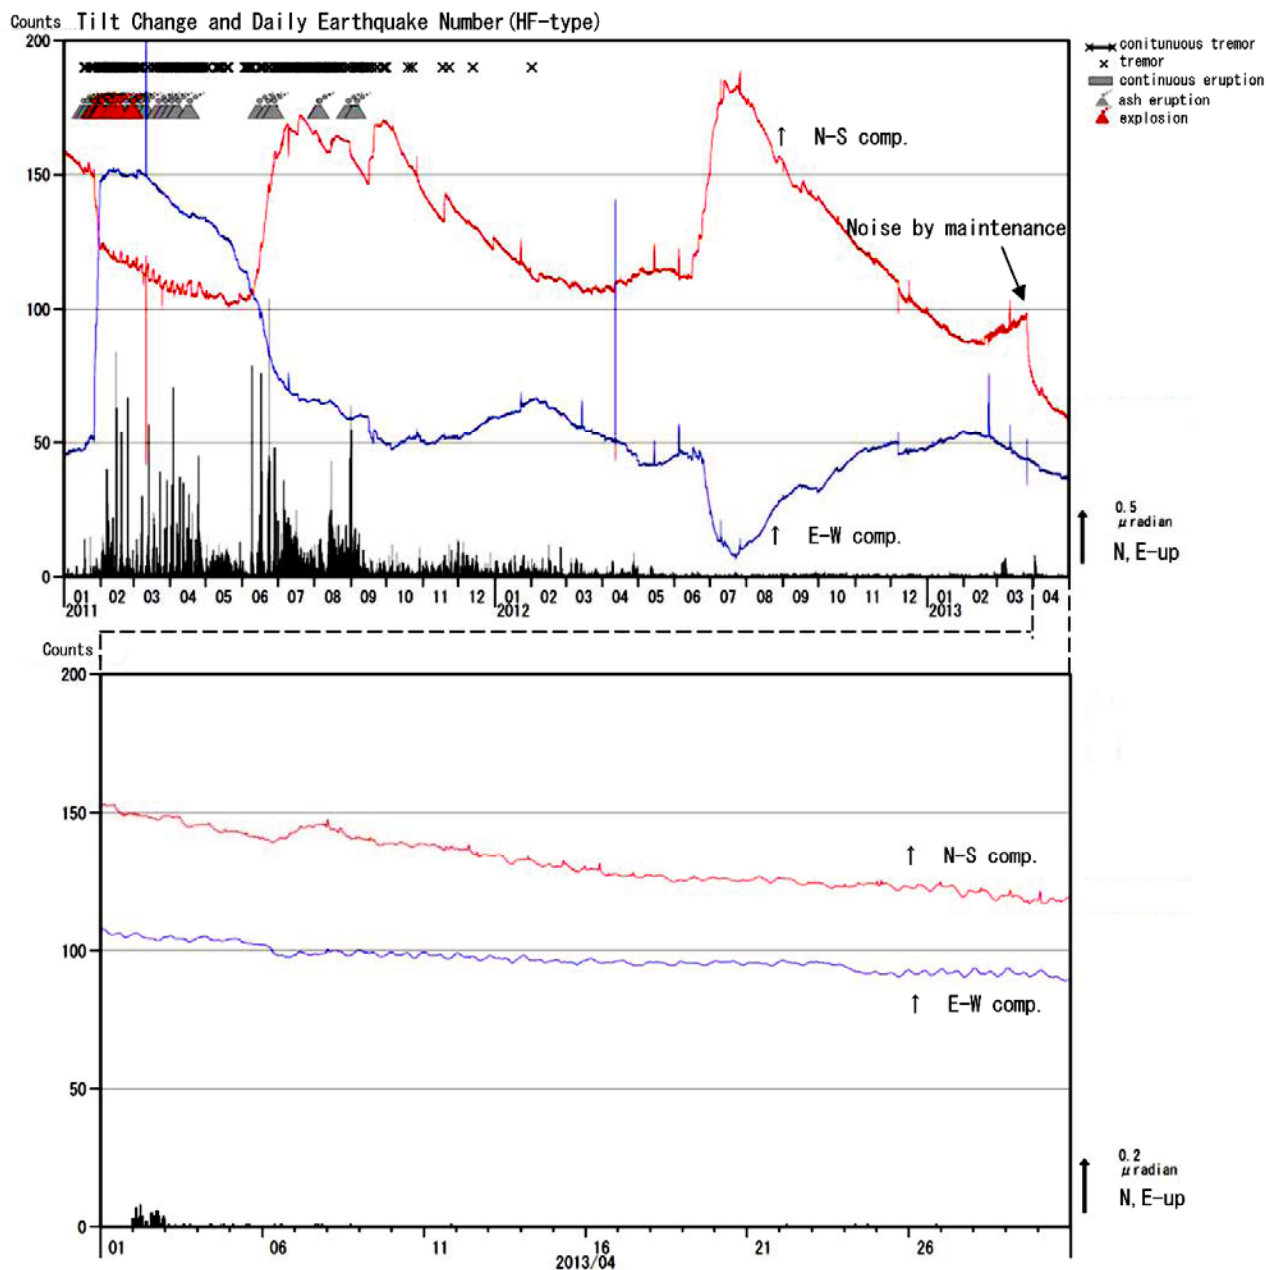 Counts Tilt Change and Daily Earthquake Number(HF-type)
200
150
100
50
0
conitunuous tremor
tremor
continuous eruption
ash eruption
explosion
↑ N-S comp.
Noise by maintenance
↑ E-W comp.
0.5
μradian
N, E-up
01 02 03 04 05 06 07 08 09 10 11 12 01 02 03 04 05 06 07 08 09 10 11 12 01 02 03 04
2011 2012 2013
Counts
200
150
100
50
0
↑ N-S comp.
↑ E-W comp.
0.2
μradian
N, E-up
01 06 11 16 21 26
2013/04